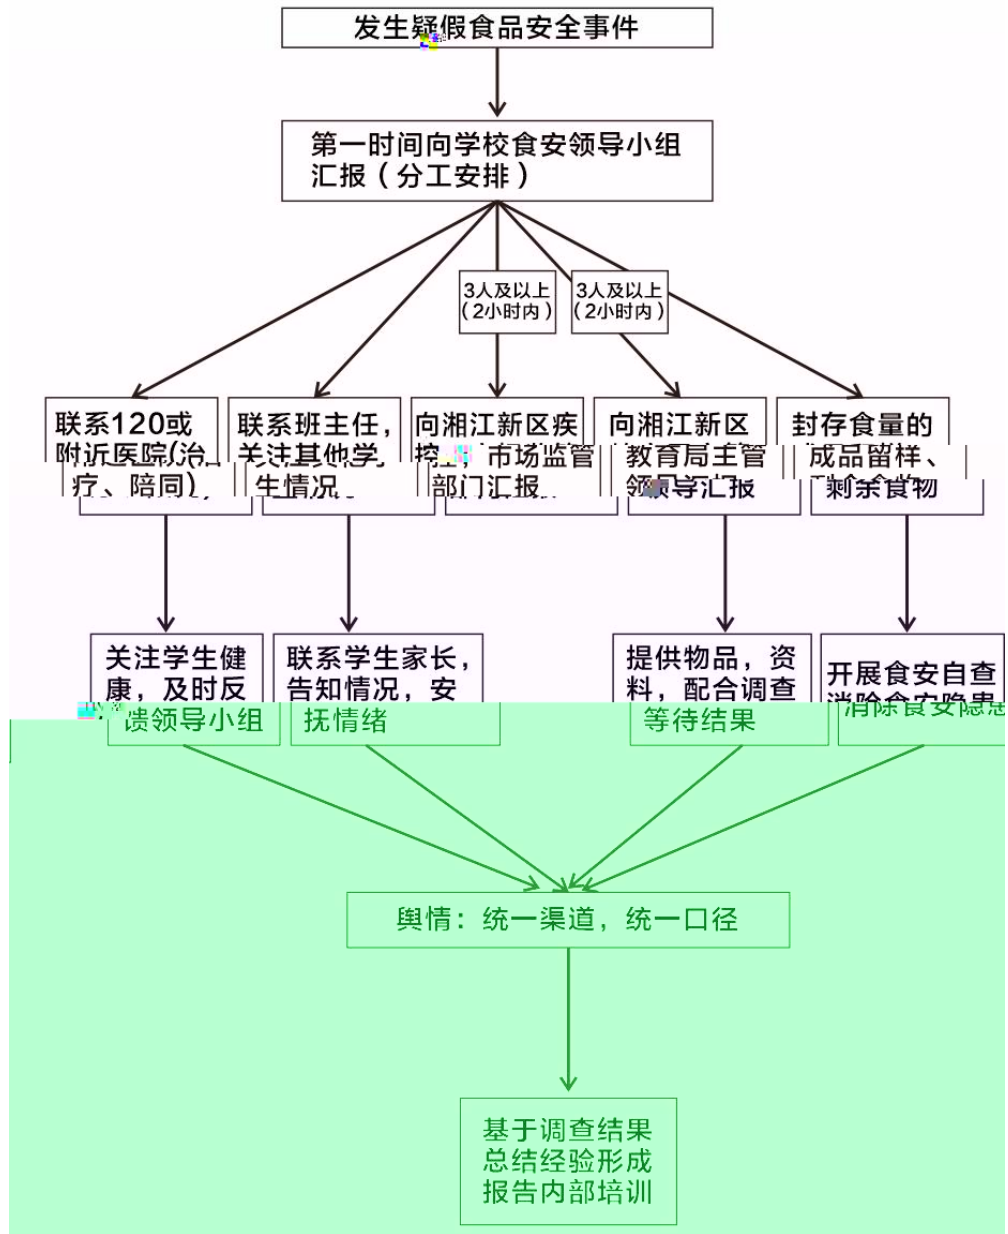 发生疑假食品安全事件
第一时间向学校食安领导小组
汇报（分工安排）
3人及以上
（2小时内）
3人及以上
（2小时内）
联系120或
附近医院(治
疗、陪同)
联系班主任，
关注其他学
生情况。
向湘江新区疾
控，市场监管
部门汇报
向湘江新区
教育局主管
领导汇报
封存食量的
成品留样、
剩余食物
关注学生健
康，及时反
馈领导小组
联系学生家长，
告知情况，安
抚情绪
提供物品，资
料，配合调查
等待结果
开展食安自查
消除食安隐患
舆情：统一渠道，统一口径
基于调查结果
总结经验形成
报告内部培训